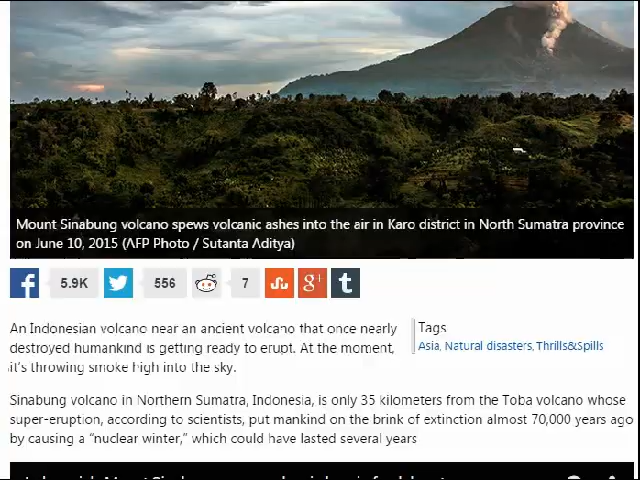 Mount Sinabung volcano spews volcanic ashes into the air in Karo district in North Sumatra province
on June 10, 2015 (AFP Photo / Sutanta Aditya)
f 5.9K 556 7 g+ t
An Indonesian volcano near an ancient volcano that once nearly
destroyed humankind is getting ready to erupt. At the moment,
it's throwing smoke high into the sky.
Tags
Asia, Natural disasters, Thrills&Spills
Sinabung volcano in Northern Sumatra, Indonesia, is only 35 kilometers from the Toba volcano whose
super-eruption, according to scientists, put mankind on the brink of extinction almost 70,000 years ago
by causing a "nuclear winter," which could have lasted several years